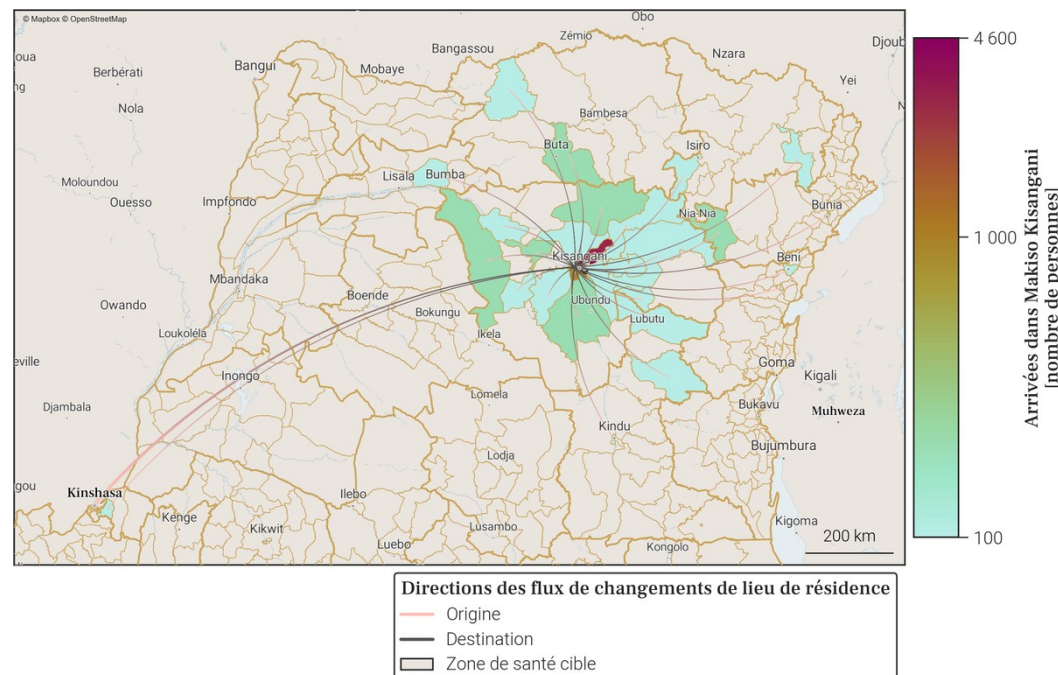 © Mapbox © OpenStreetMap
Obo
Zémio
Bangassou
Djoub
oua
Mobaye
Nzara
Bangui
Berbérati
Yei
ng
Nola
N
Bambesa
Buta
Isiro
Moloundou
Lisala
Bumba
Ouesso
Impfondo
Nia-Nia
Bunia
Kisangani
Beni
Mbandaka
Boende
Ubundu
Owando
Bokungu
Lubutu
Loukoléla
Ikela
eville
Goma
Inongo
Kigali
Lomela
Djambala
Bukavu
Muhweza
Kindu
Bujumbura
Lodja
gou
Kinshasa
Ilebo
Kenge
Kikwit
Lusambo
Kigoma
Luebo
Kongolo
200 km
4 600
1 000
100
Arrivées dans Makiso Kisangani
[nombre de personnes]
Directions des flux de changements de lieu de résidence
Origine
Destination
Zone de santé cible